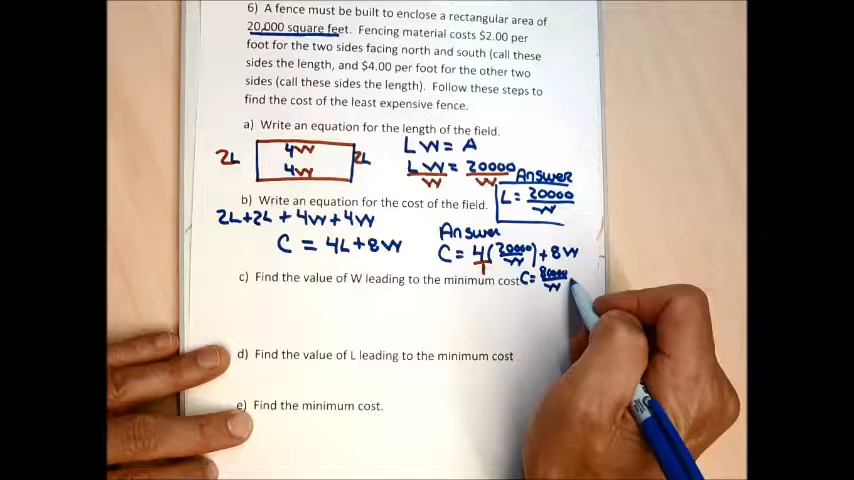 6) A fence must be built to enclose a rectangular area of
20,000 square feet. Fencing material costs $2.00 per
foot for the two sides facing north and south (call these
sides the length, and $4.00 per foot for the other two
sides (call these sides the length). Follow these steps to
find the cost of the least expensive fence.
a) Write an equation for the length of the field.
2L 4W 2L
4W
LW = A
LW = 20000
W W
Answer
L = 20000
W
b) Write an equation for the cost of the field.
2L+2L + 4W + 4W
C = 4L+8W
Answer
C = 4(20000) + 8W
1 W
C = 80000
W
c) Find the value of W leading to the minimum cost
d) Find the value of L leading to the minimum cost
e) Find the minimum cost.